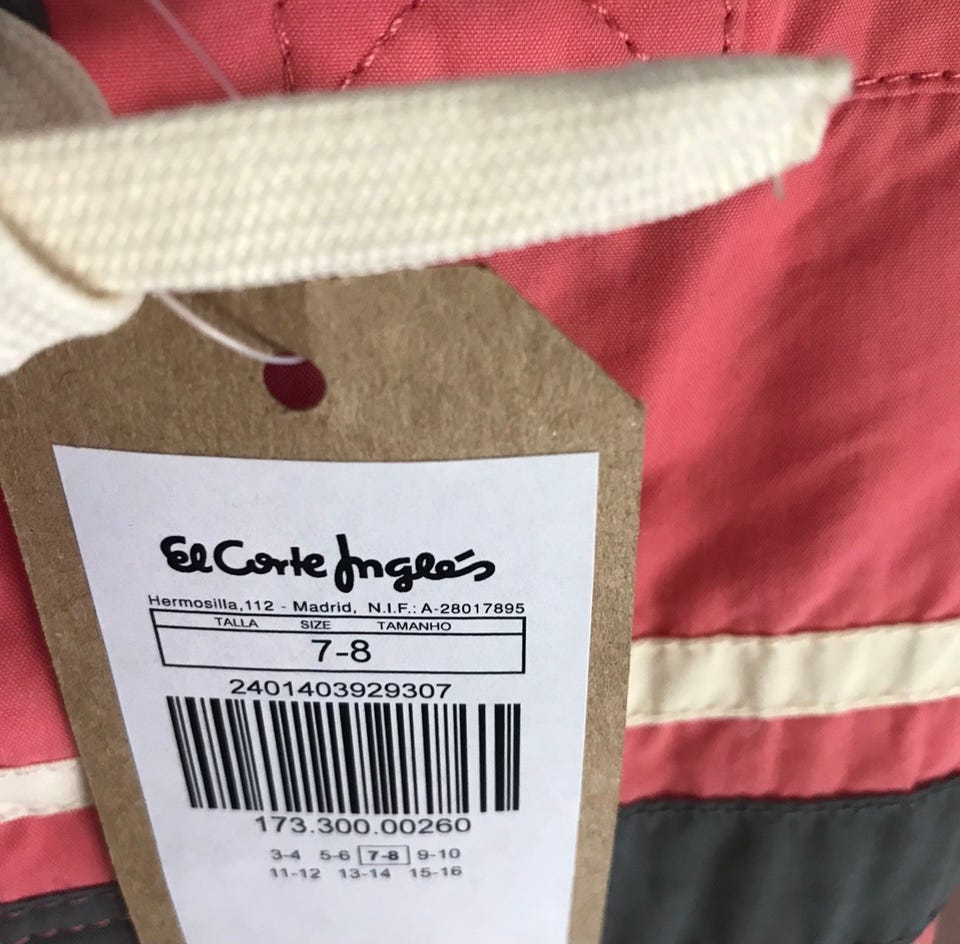 El Corte Inglés
Hermosilla,112 - Madrid, N.I.F.: A-28017895
TALLA SIZE TAMANHO
7-8
2401403929307
173.300.00260
3-4 5-6 7-8 9-10
11-12 13-14 15-16